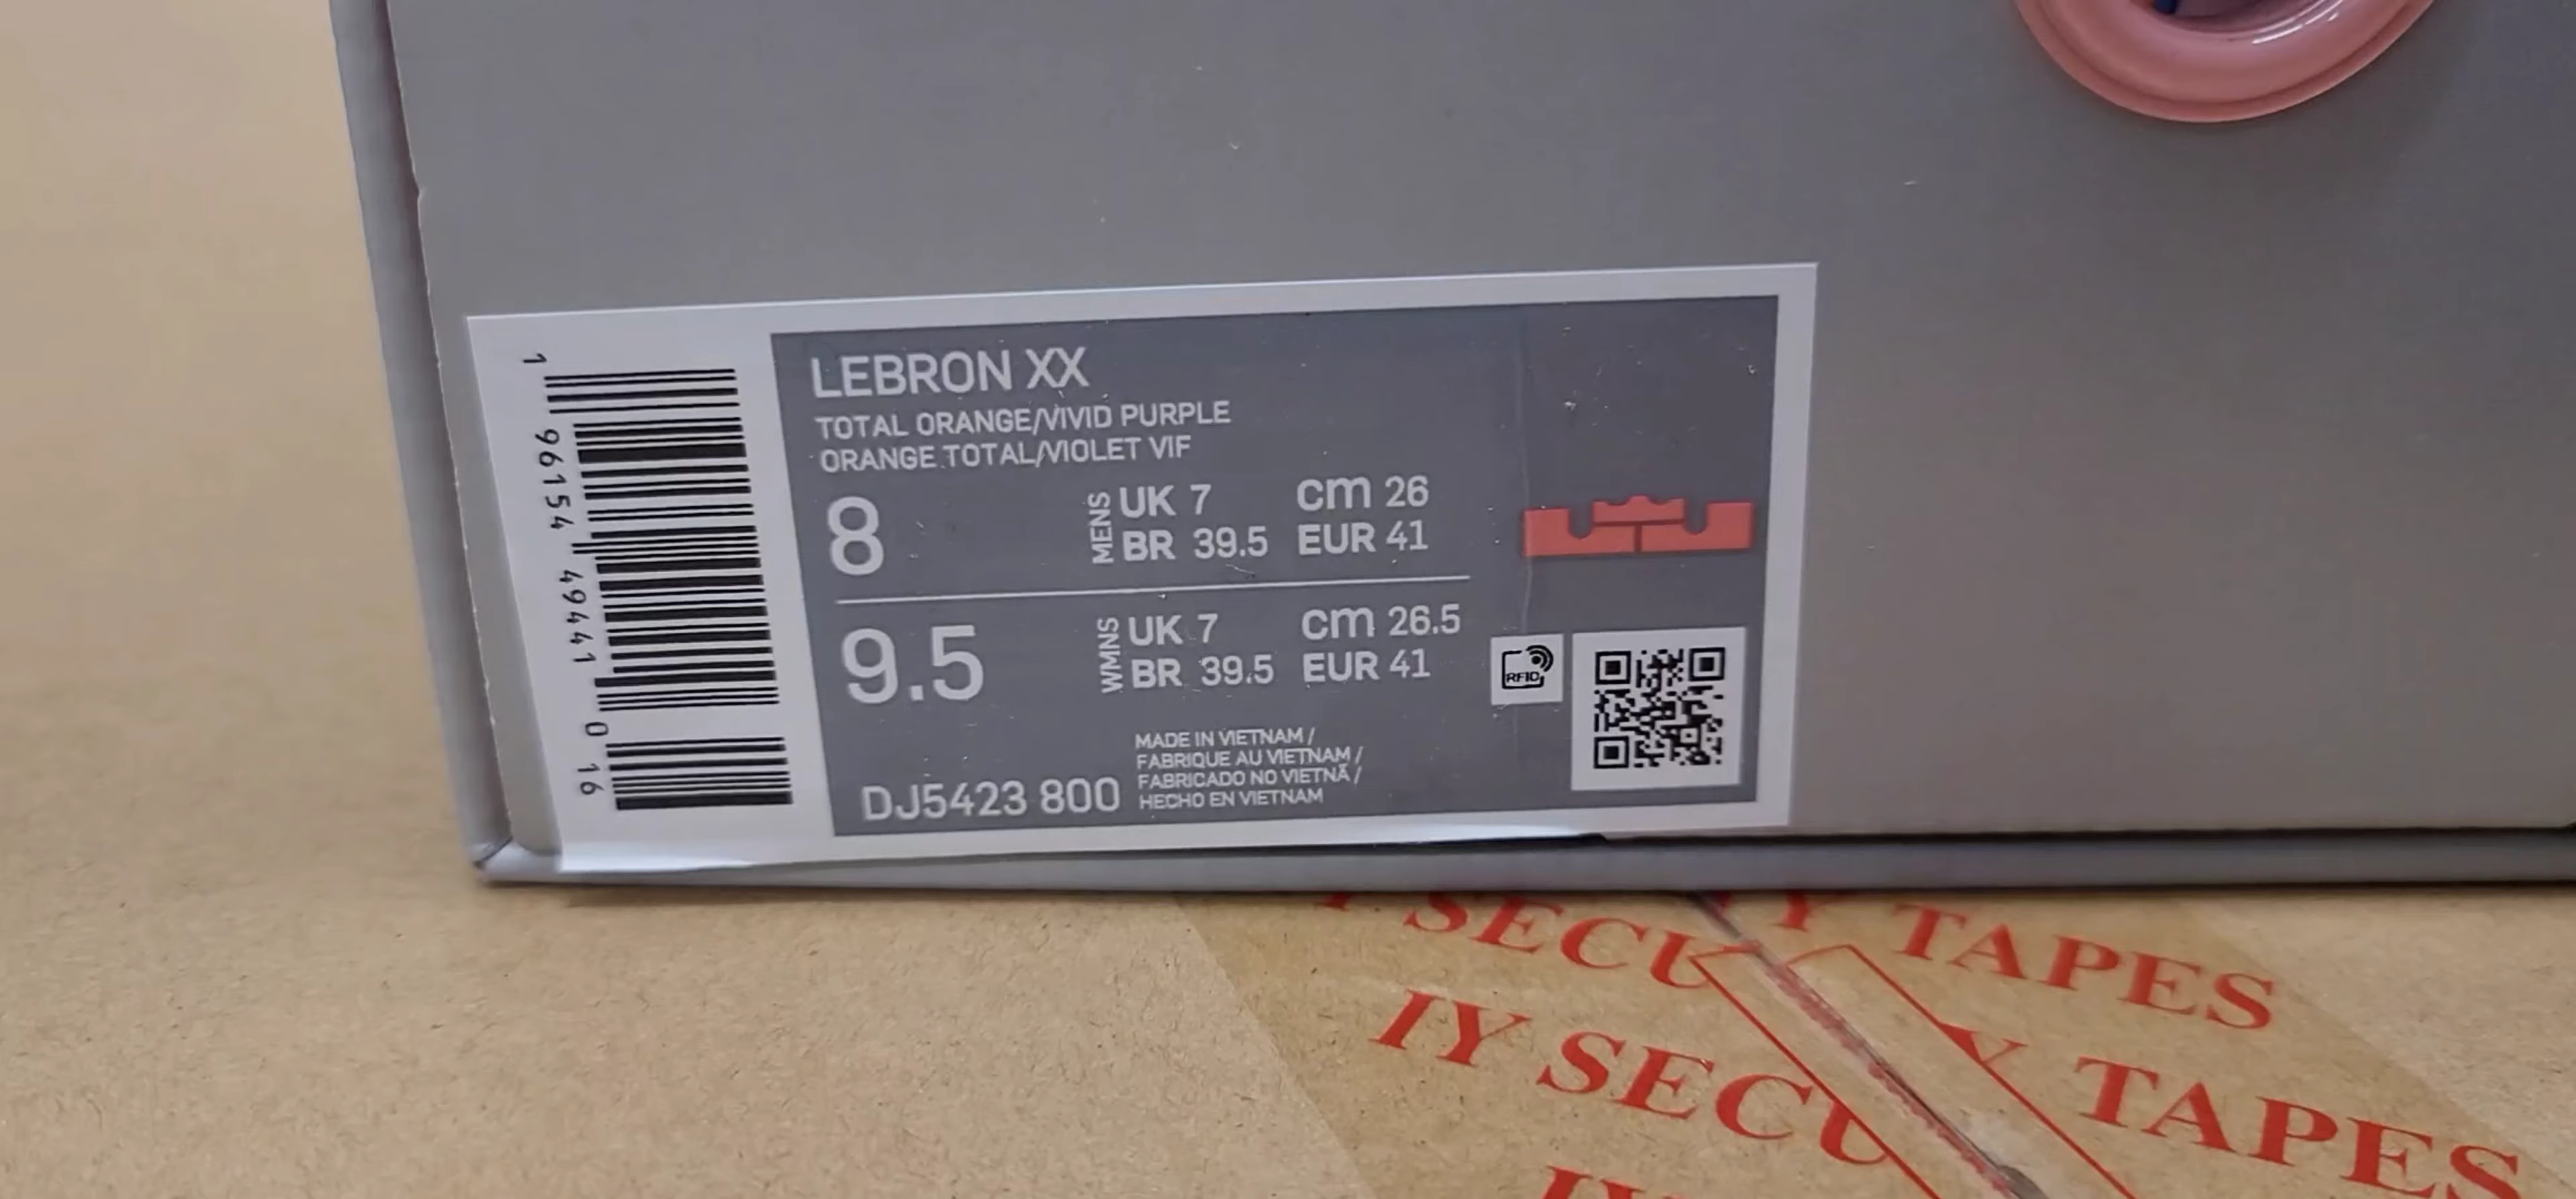 1 96154 49441 0 16
LEBRON XX
TOTAL ORANGE/VIVID PURPLE
ORANGE TOTAL/VIOLET VIF
8 MENS UK 7 cm 26
BR 39.5 EUR 41
9.5 WMNS UK 7 cm 26.5
BR 39.5 EUR 41
RFID
MADE IN VIETNAM /
FABRIQUE AU VIETNAM /
FABRICADO NO VIETNÃ /
HECHO EN VIETNAM
DJ5423 800
SECU Y TAPES
IY SECU Y TAPES